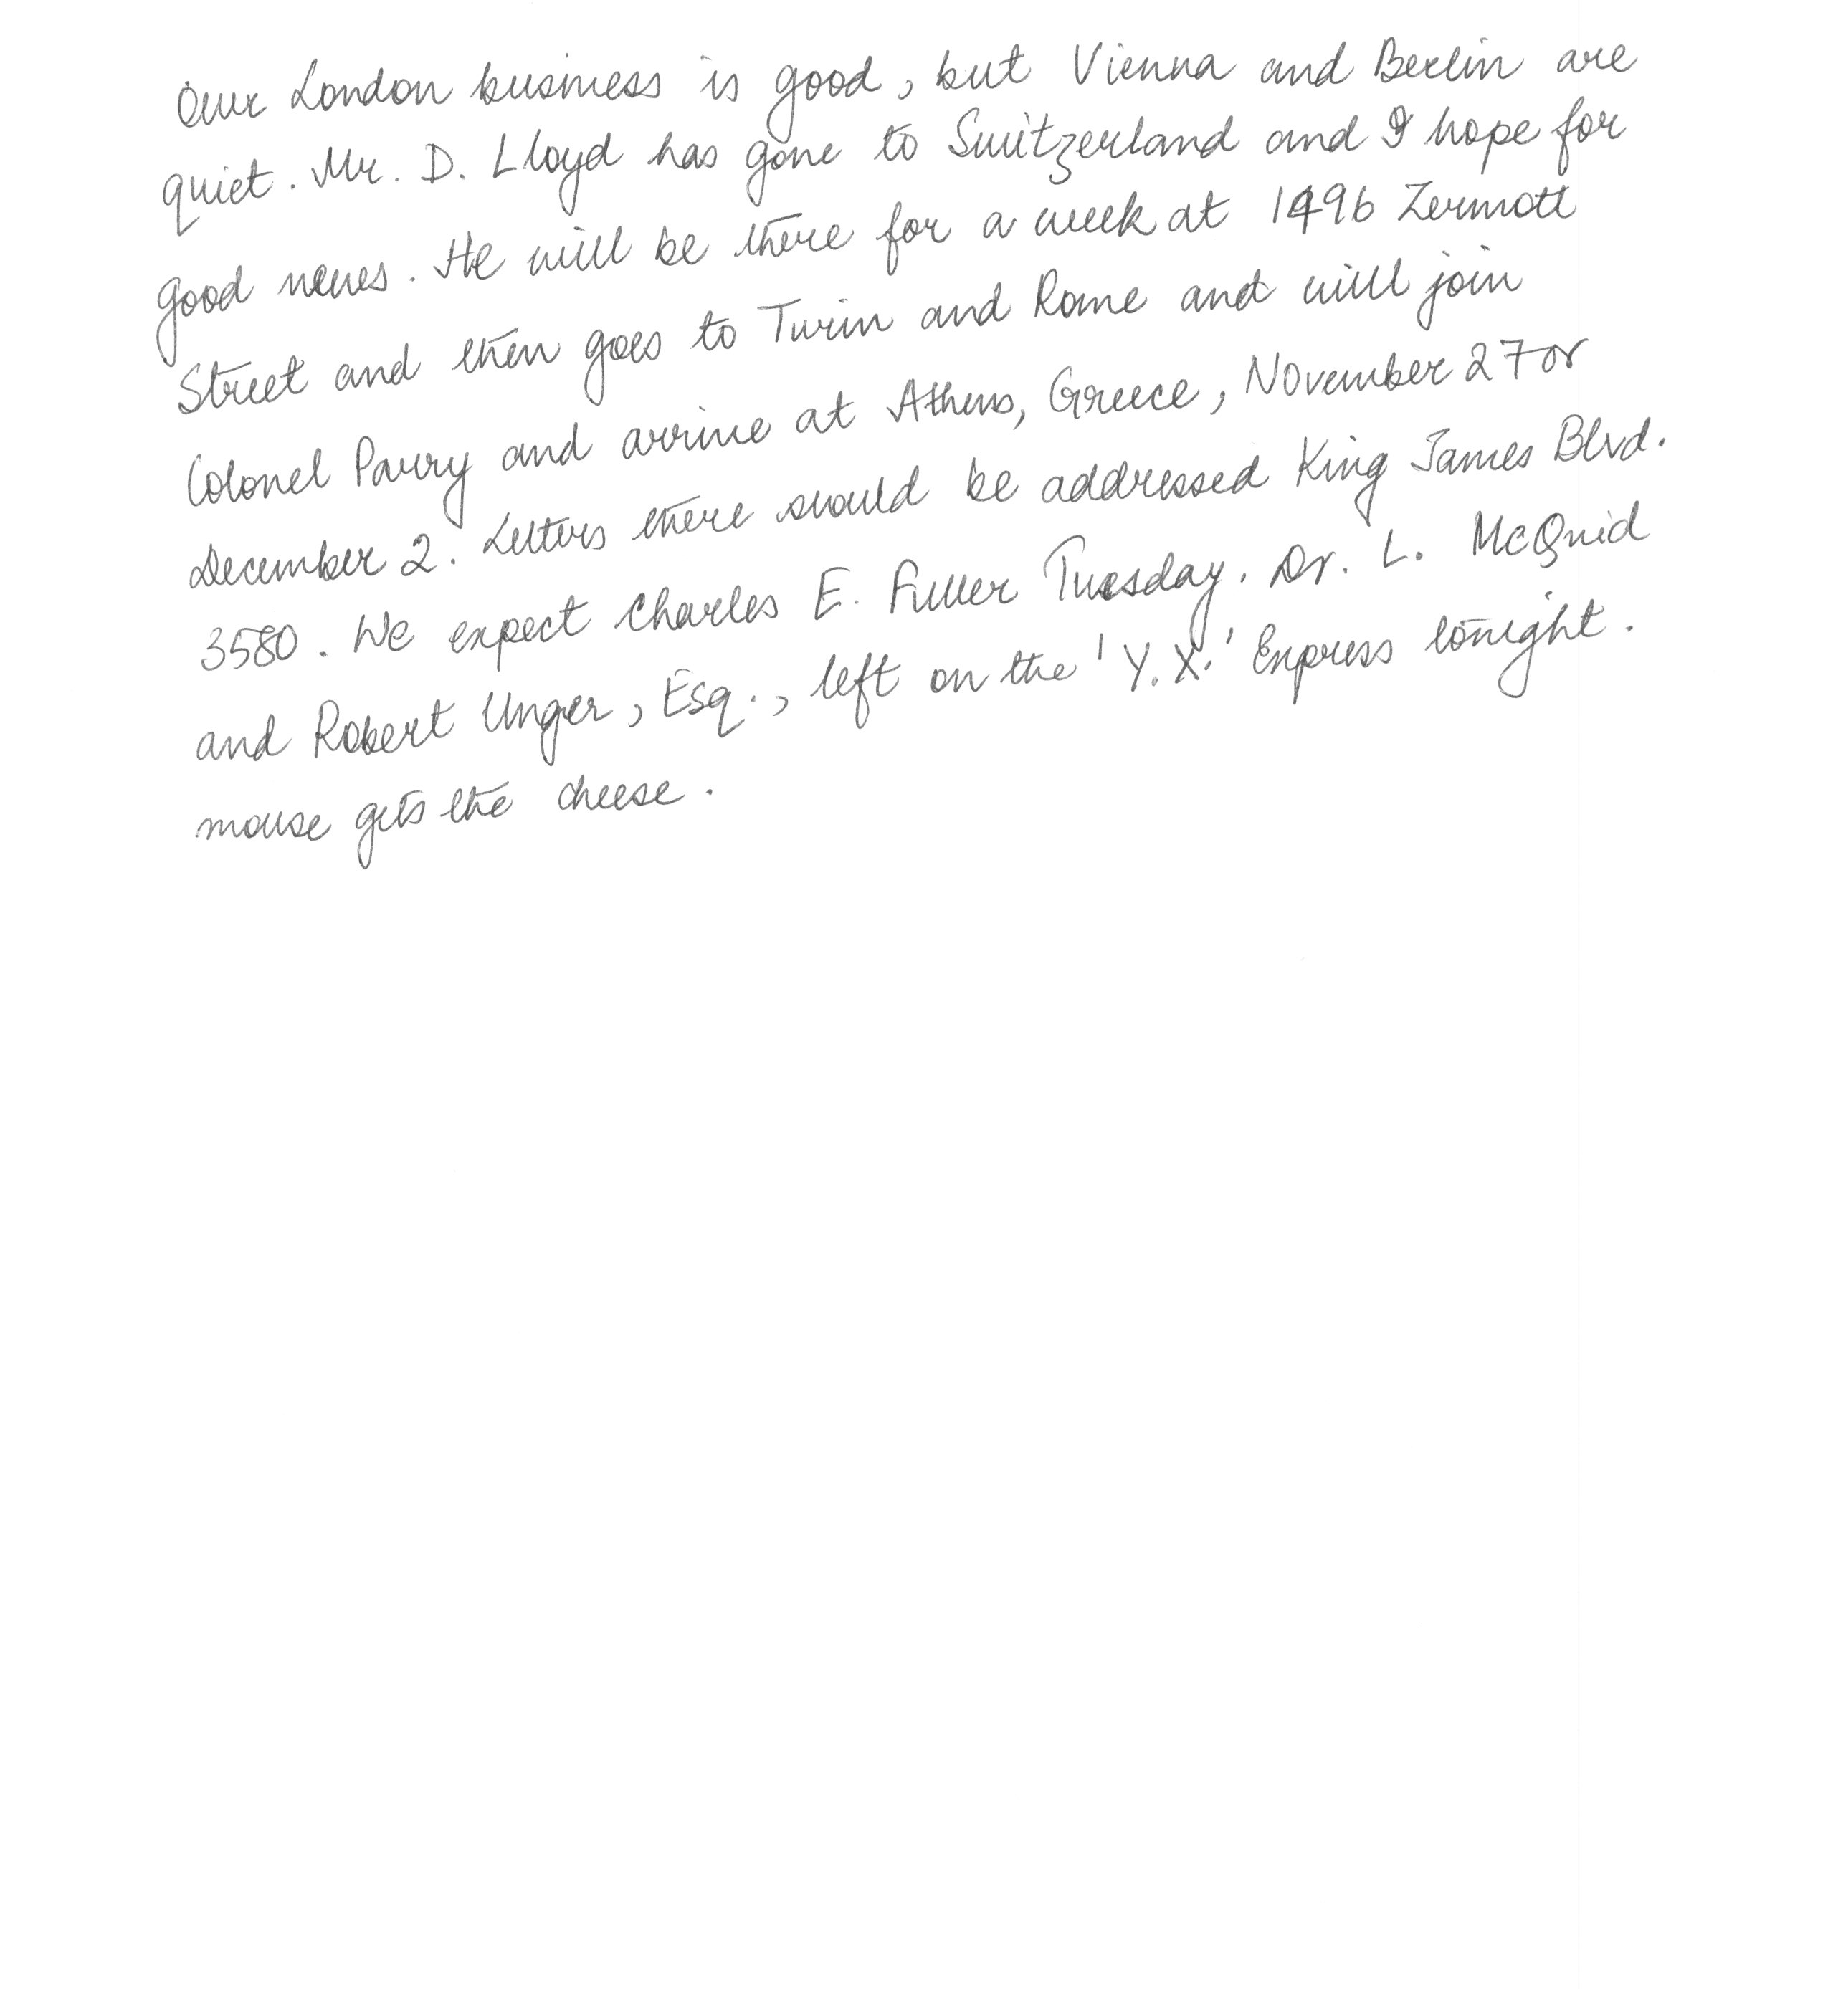 Our London business is good, but Vienna and Berlin are
quiet. Mr. D. Lloyd has gone to Switzerland and I hope for
good news. He will be there for a week at 1496 Zermott
Street and then goes to Turin and Rome and will join
Colonel Parry and arrive at Athens, Greece, November 27 or
December 2. Letters there should be addressed King James Blvd.
3580. We expect Charles E. Fuller Tuesday. Dr. L. McQuid
and Robert Unger, Esq., left on the 'Y.X.' Express tonight.
mouse gets the cheese.